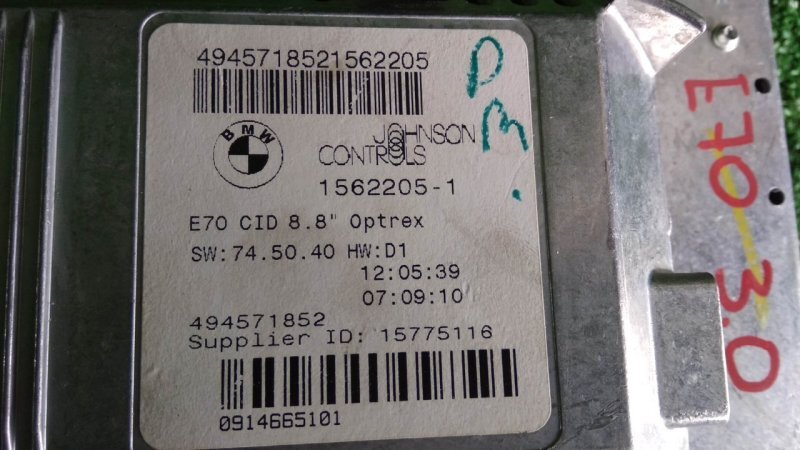 4945718521562205
BMW
JOHNSON
CONTROLS
1562205-1
E70 CID 8.8" Optrex
SW:74.50.40 HW:D1
12:05:39
07:09:10
494571852
Supplier ID: 15775116
0914665101
E70
3.0